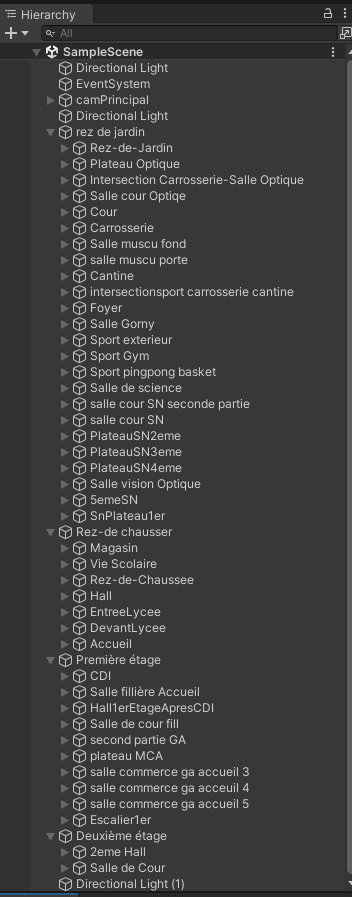 Hierarchy
All
SampleScene
Directional Light
EventSystem
camPrincipal
Directional Light
rez de jardin
Rez-de-Jardin
Plateau Optique
Intersection Carrosserie-Salle Optique
Salle cour Optiqe
Cour
Carrosserie
Salle muscu fond
salle muscu porte
Cantine
intersectionsport carrosserie cantine
Foyer
Salle Gorny
Sport exterieur
Sport Gym
Sport pingpong basket
Salle de science
salle cour SN seconde partie
salle cour SN
PlateauSN2eme
PlateauSN3eme
PlateauSN4eme
Salle vision Optique
5emeSN
SnPlateau1er
Rez-de chausser
Magasin
Vie Scolaire
Rez-de-Chaussee
Hall
EntreeLycee
DevantLycee
Accueil
Première étage
CDI
Salle fillière Accueil
Hall1erEtageApresCDI
Salle de cour fill
second partie GA
plateau MCA
salle commerce ga accueil 3
salle commerce ga acceuil 4
salle commerce ga accueil 5
Escalier1er
Deuxième étage
2eme Hall
Salle de Cour
Directional Light (1)